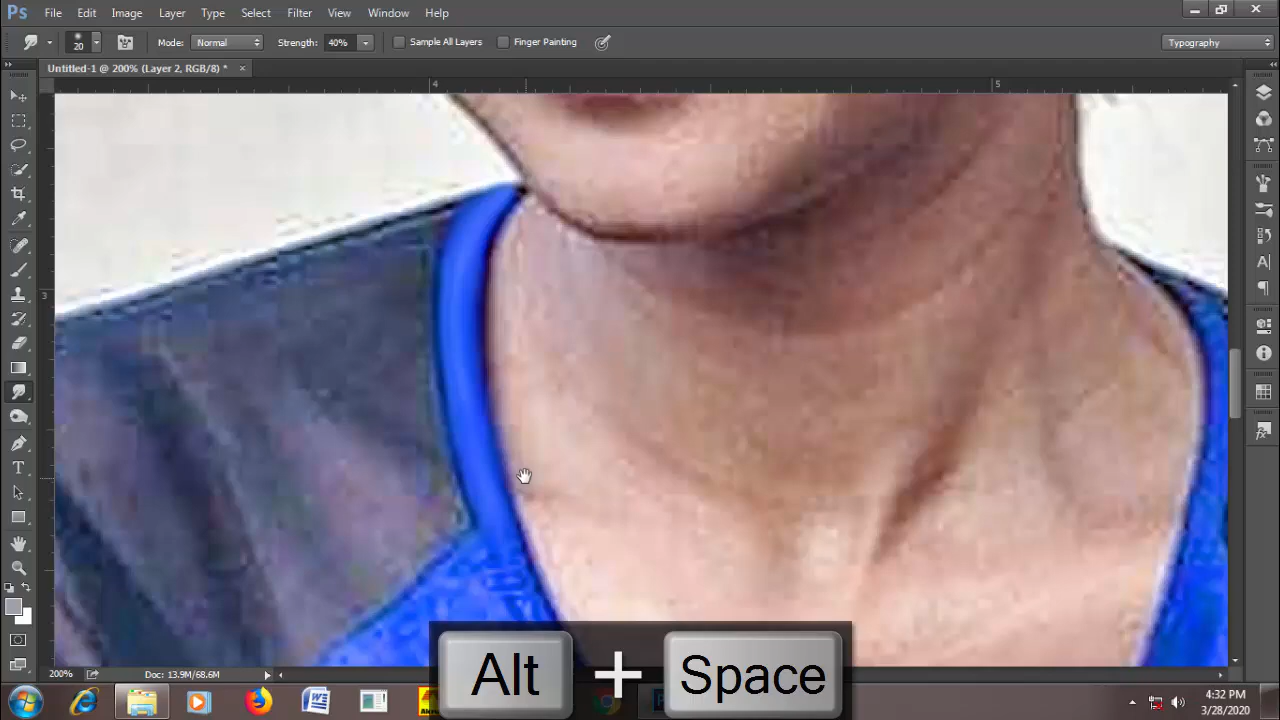 Ps File Edit Image Layer Type Select Filter View Window Help
20 Mode: Normal Strength: 40% Sample All Layers Finger Painting Typography
Untitled-1 @ 200% (Layer 2, RGB/8) * ×
4 5
3
200% Doc: 13.9M/68.6M
Alt + Space
4:32 PM
3/28/2020